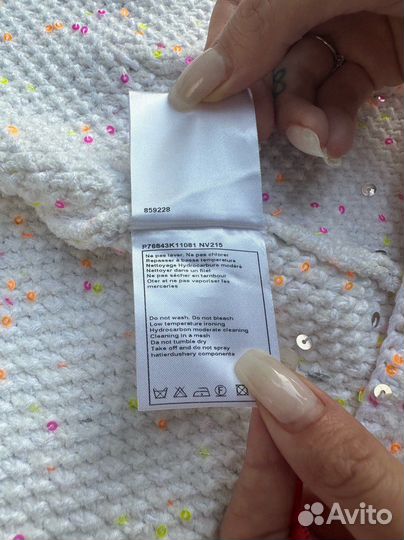 859228
P76843K11081 NV215
Ne pas laver. Ne pas chlorer
Repasser à basse température
Nettoyage Hydrocarbure modéré
Nettoyer dans un filet
Ne pas sécher en tambour
Oter et ne pas vaporiser les
merceries
Do not wash. Do not bleach
Low temperature ironing
Hydrocarbon moderate cleaning
Cleaning in a mesh
Do not tumble dry
Take off and do not spray
hatierdushery components
F
Avito